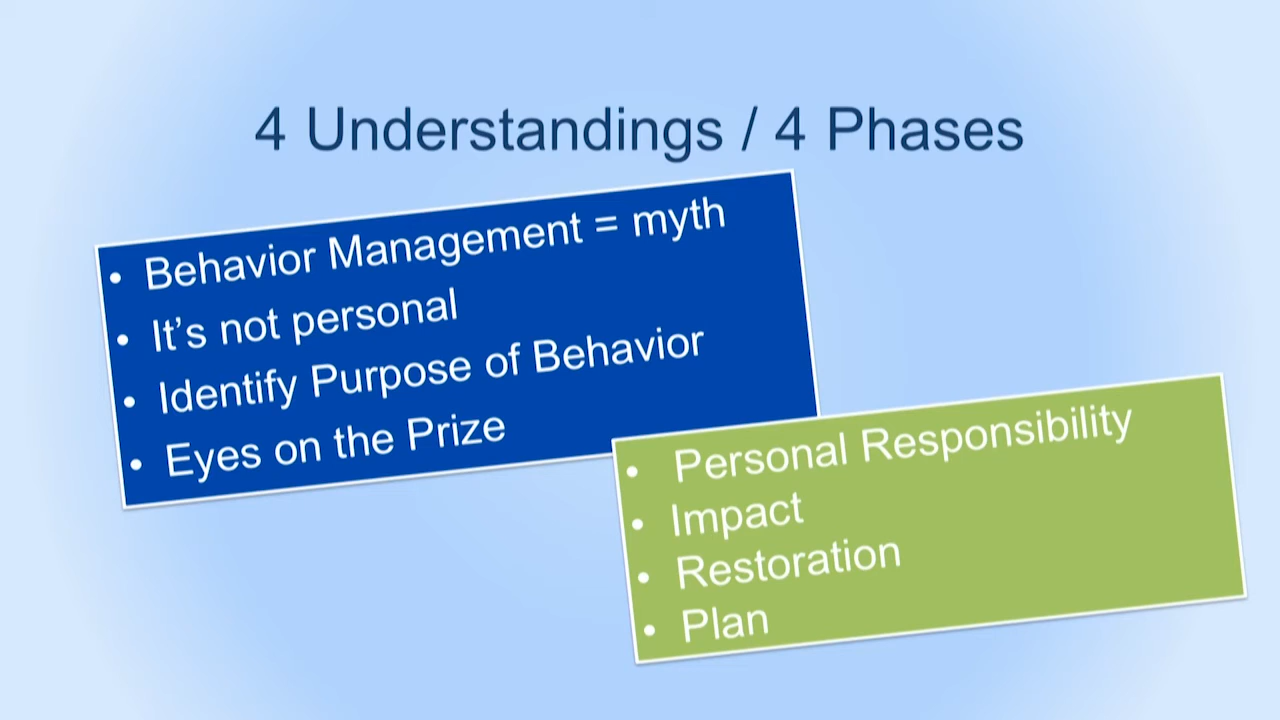 4 Understandings / 4 Phases
• Behavior Management = myth
• It’s not personal
• Identify Purpose of Behavior
• Eyes on the Prize
• Personal Responsibility
• Impact
• Restoration
• Plan